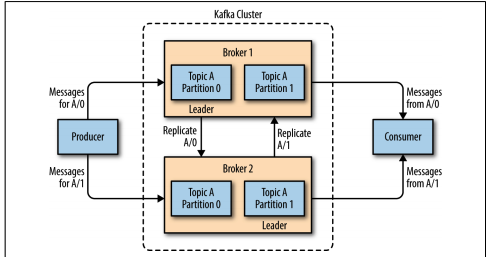 Kafka Cluster
Broker 1
Topic A
Partition 0
Topic A
Partition 1
Leader
Messages
for A/0
Messages
from A/0
Producer
Replicate
A/0
Replicate
A/1
Consumer
Messages
for A/1
Messages
from A/1
Broker 2
Topic A
Partition 0
Topic A
Partition 1
Leader